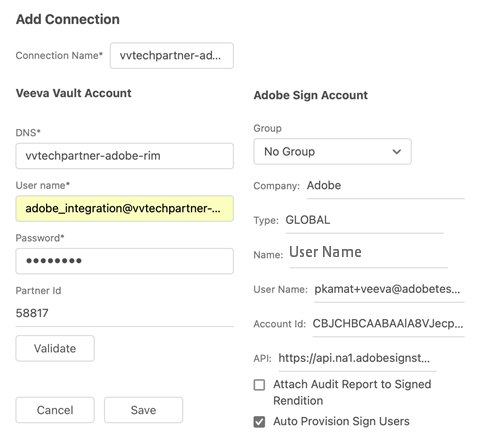 Add Connection
Connection Name* vvtechpartner-ad...
Veeva Vault Account
DNS*
vvtechpartner-adobe-rim
User name*
adobe_integration@vvtechpartner-...
Password*
••••••••
Partner Id
58817
Validate
Cancel Save
Adobe Sign Account
Group
No Group
Company: Adobe
Type: GLOBAL
Name: User Name
User Name: pkamat+veeva@adobetes...
Account Id: CBJCHBCAABAAIA8VJecp...
API: https://api.na1.adobesignst...
Attach Audit Report to Signed
Rendition
Auto Provision Sign Users